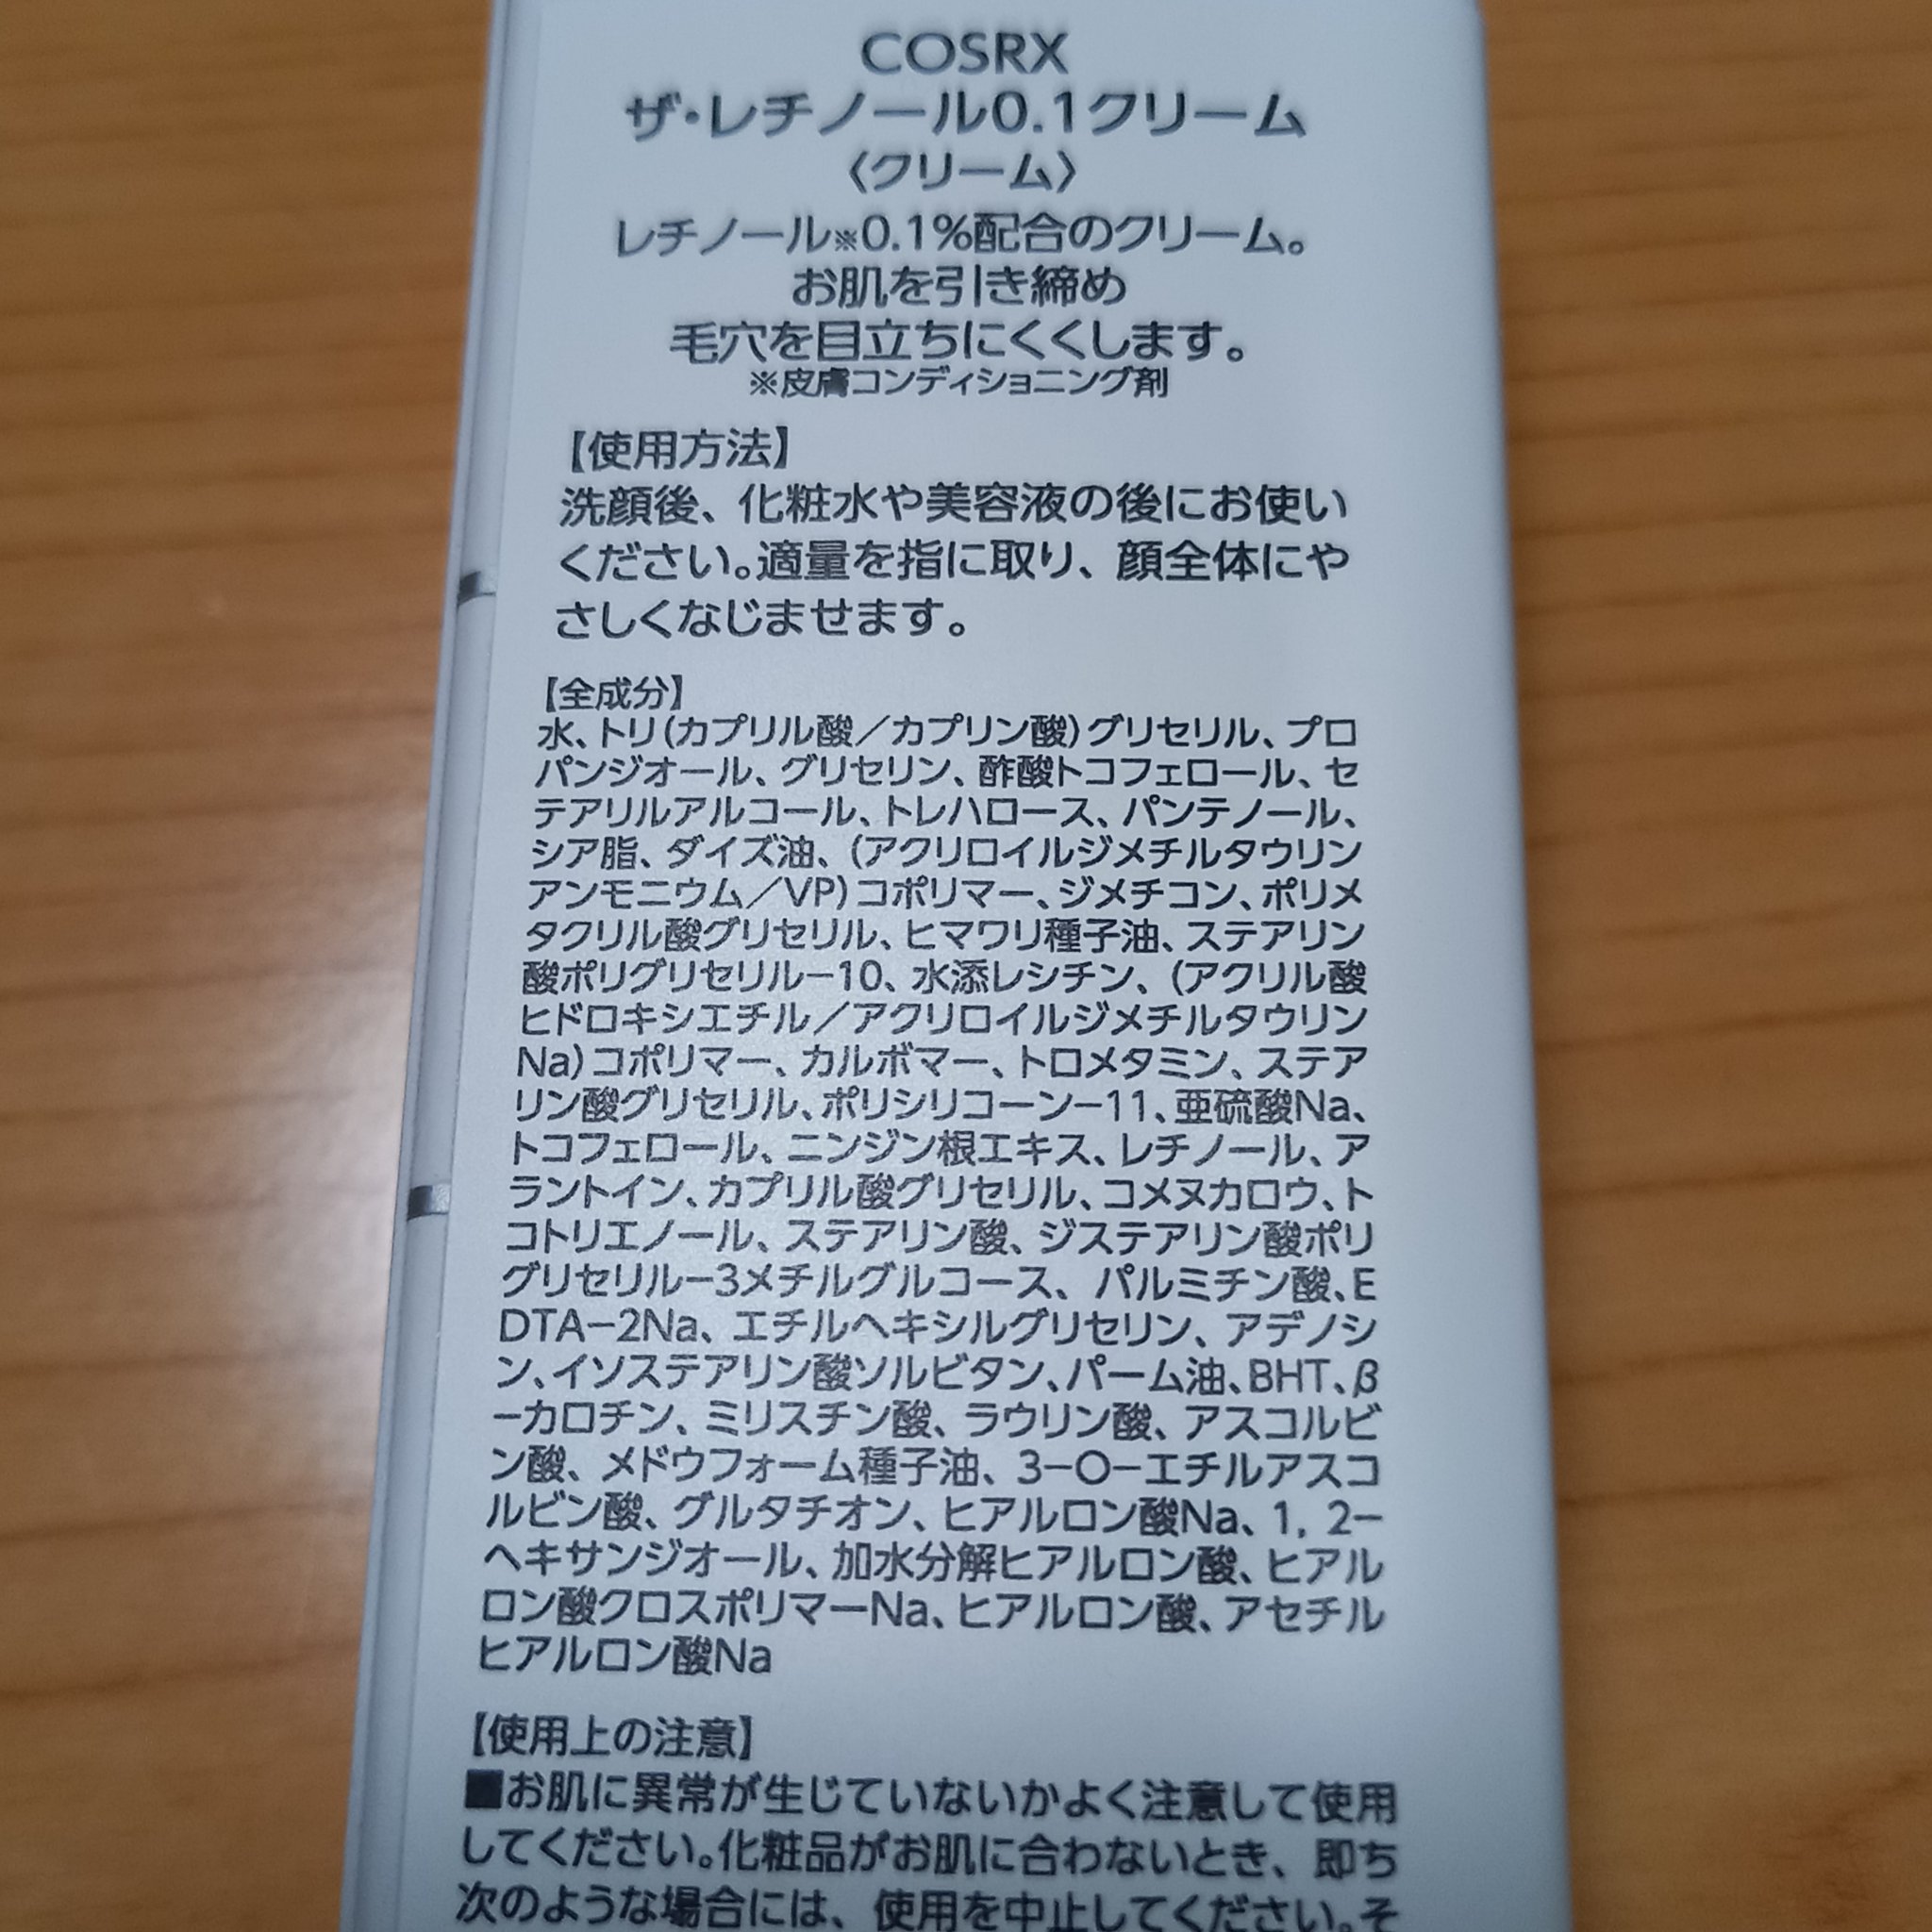 COSRX
ザ・レチノール0.1クリーム
〈クリーム〉
レチノール※0.1%配合のクリーム。
お肌を引き締め
毛穴を目立ちにくくします。
※皮膚コンディショニング剤
【使用方法】
洗顔後、化粧水や美容液の後にお使い
ください。適量を指に取り、顔全体にや
さしくなじませます。
【全成分】
水、トリ(カプリル酸／カプリン酸)グリセリル、プロ
パンジオール、グリセリン、酢酸トコフェロール、セ
テアリルアルコール、トレハロース、パンテノール、
シア脂、ダイズ油、(アクリロイルジメチルタウリン
アンモニウム／VP)コポリマー、ジメチコン、ポリメ
タクリル酸グリセリル、ヒマワリ種子油、ステアリン
酸ポリグリセリルー10、水添レシチン、(アクリル酸
ヒドロキシエチル／アクリロイルジメチルタウリン
Na)コポリマー、カルボマー、トロメタミン、ステア
リン酸グリセリル、ポリシリコーンー11、亜硫酸Na、
トコフェロール、ニンジン根エキス、レチノール、ア
ラントイン、カプリル酸グリセリル、コメヌカロウ、ト
コトリエノール、ステアリン酸、ジステアリン酸ポリ
グリセリルー3メチルグルコース、パルミチン酸、E
DTAー2Na、エチルヘキシルグリセリン、アデノシ
ン、イソステアリン酸ソルビタン、パーム油、BHT、β
ーカロチン、ミリスチン酸、ラウリン酸、アスコルビ
ン酸、メドウフォーム種子油、3ーOーエチルアスコ
ルビン酸、グルタチオン、ヒアルロン酸Na、1, 2ー
ヘキサンジオール、加水分解ヒアルロン酸、ヒアル
ロン酸クロスポリマーNa、ヒアルロン酸、アセチル
ヒアルロン酸Na
【使用上の注意】
■お肌に異常が生じていないかよく注意して使用
してください。化粧品がお肌に合わないとき、即ち
次のような場合には、使用を中止してください。そ